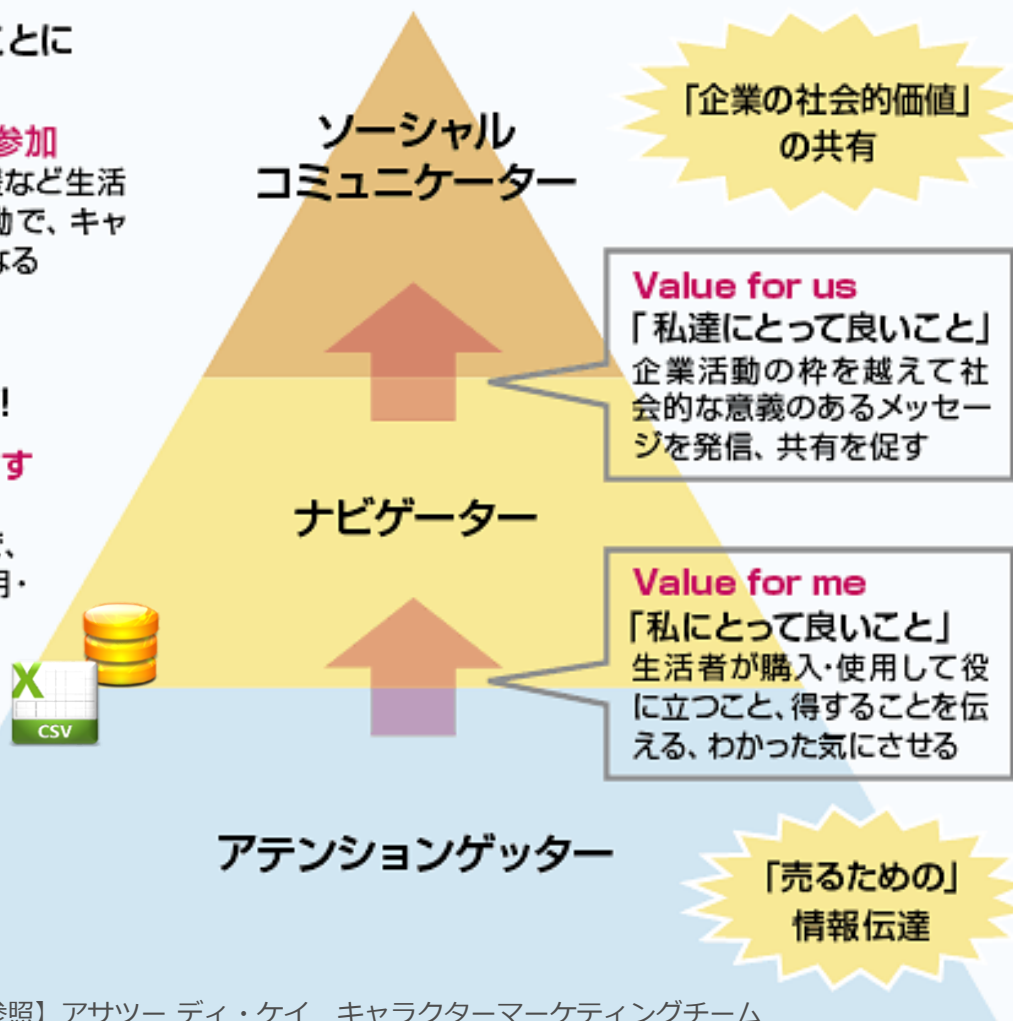 ことに
参加
など生活
動で、キャ
なる
!
す
で、
用・
X
CSV
ソーシャル
コミュニケーター
「企業の社会的価値」
の共有
Value for us
「私達にとって良いこと」
企業活動の枠を越えて社
会的な意義のあるメッセー
ジを発信、共有を促す
ナビゲーター
Value for me
「私にとって良いこと」
生活者が購入・使用して役
に立つこと、得することを伝
える、わかった気にさせる
アテンションゲッター
「売るための」
情報伝達
参照】アサツー ディ・ケイ キャラクターマーケティングチーム